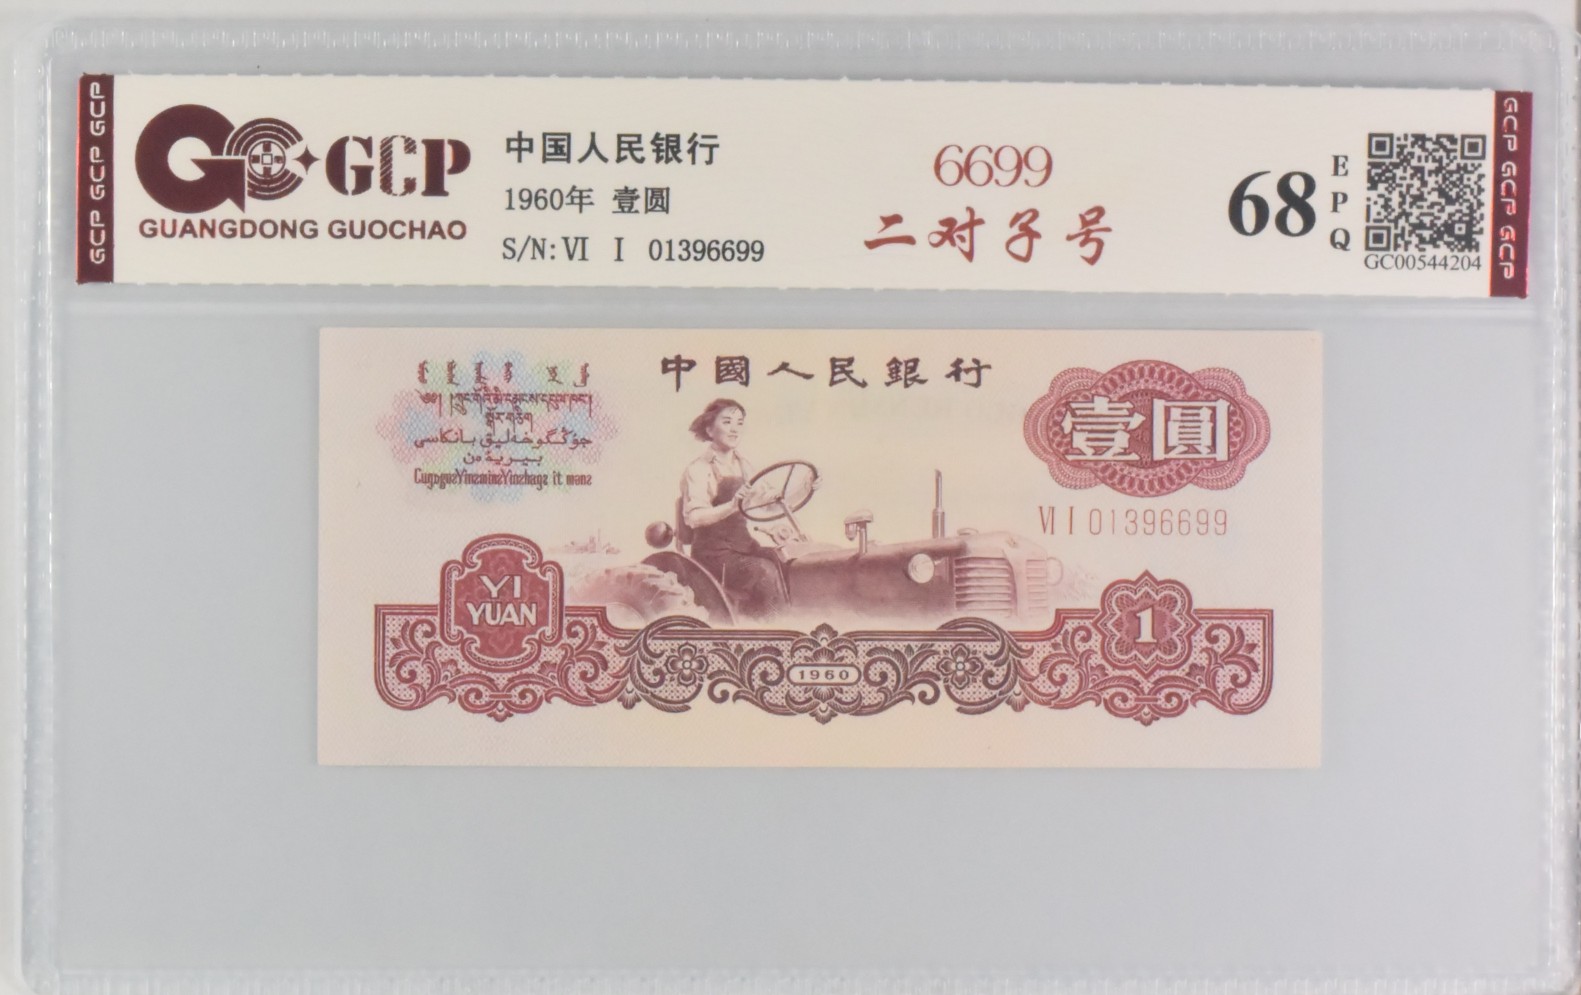 GCP GCP GCP
GCP
GUANGDONG GUOCHAO
中国人民银行
1960年 壹圆
S/N: VI I 01396699
6699
二对子号
68
EPQ
GC00544204
GCP GCP GCP
中國人民銀行
壹圓
VI I 01396699
YI
YUAN
1960
1